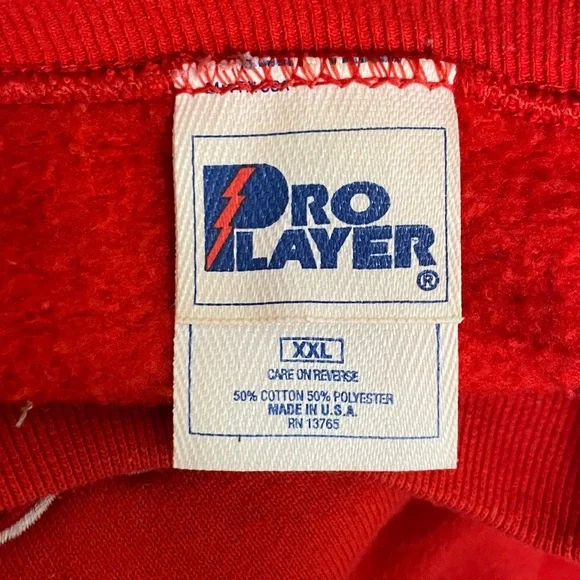 PRO
PLAYER
®
XXL
CARE ON REVERSE
50% COTTON 50% POLYESTER
MADE IN U.S.A.
RN 13765